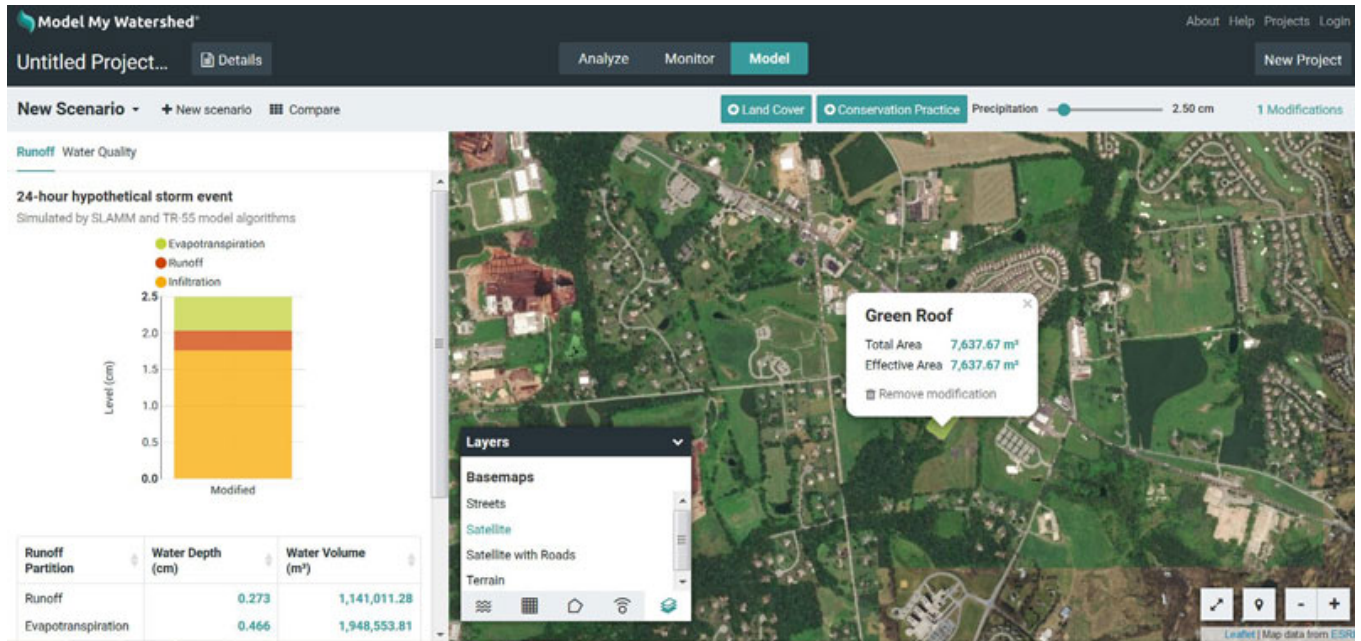 Model My Watershed®
About Help Projects Login
Untitled Project...
Details
Analyze Monitor Model
New Project
New Scenario
+ New scenario
Compare
Land Cover
Conservation Practice
Precipitation
2.50 cm
1 Modifications
Runoff Water Quality
24-hour hypothetical storm event
Simulated by SLAMM and TR-55 model algorithms
Evapotranspiration
Runoff
Infiltration
2.5
2.0
1.5
1.0
0.5
0.0
Level (cm)
Modified
Runoff Partition
Water Depth (cm)
Water Volume (m³)
Runoff 0.273 1,141,011.28
Evapotranspiration 0.466 1,948,553.81
Green Roof
Total Area 7,637.67 m²
Effective Area 7,637.67 m²
Remove modification
Layers
Basemaps
Streets
Satellite
Satellite with Roads
Terrain
- +
Leaflet | Map data from ESRI